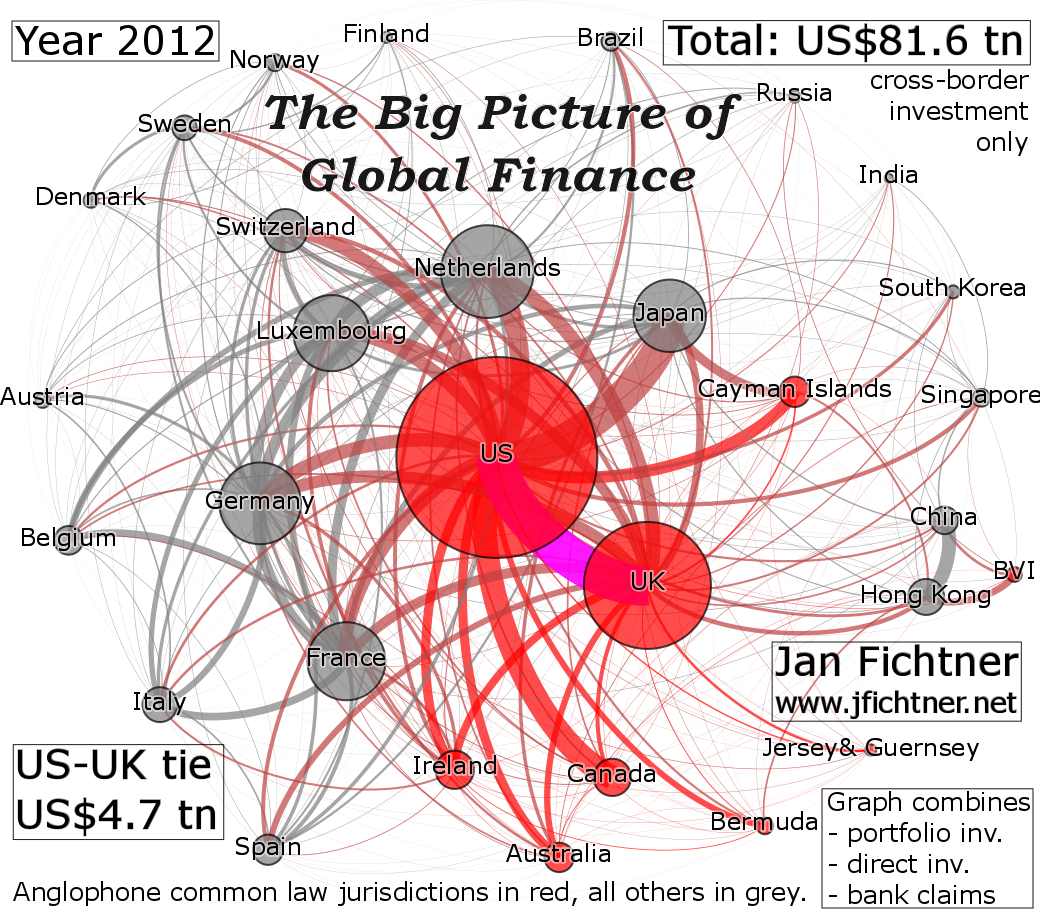 Year 2012
Finland
Brazil
Total: US$81.6 tn
Norway
cross-border
investment
only
Russia
The Big Picture of
Global Finance
Sweden
India
Denmark
Switzerland
Netherlands
South Korea
Luxembourg
Japan
Cayman Islands
Austria
Singapore
US
Germany
China
Belgium
BVI
UK
Hong Kong
France
Jan Fichtner
www.jfichtner.net
Italy
Jersey& Guernsey
US-UK tie
US$4.7 tn
Ireland
Canada
Bermuda
Graph combines
- portfolio inv.
- direct inv.
- bank claims
Spain
Australia
Anglophone common law jurisdictions in red, all others in grey.